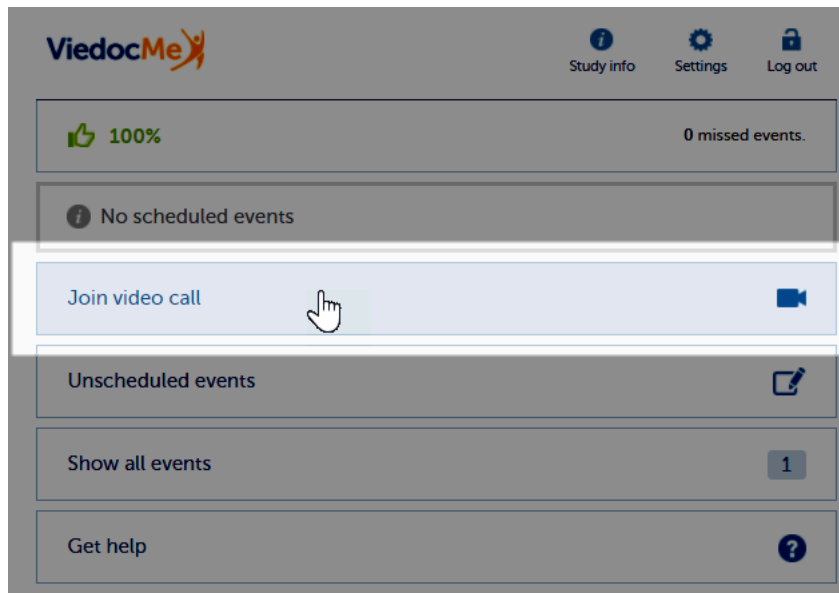 ViedocMe
Study info
Settings
Log out
100%
0 missed events.
No scheduled events
Join video call
Unscheduled events
Show all events
1
Get help